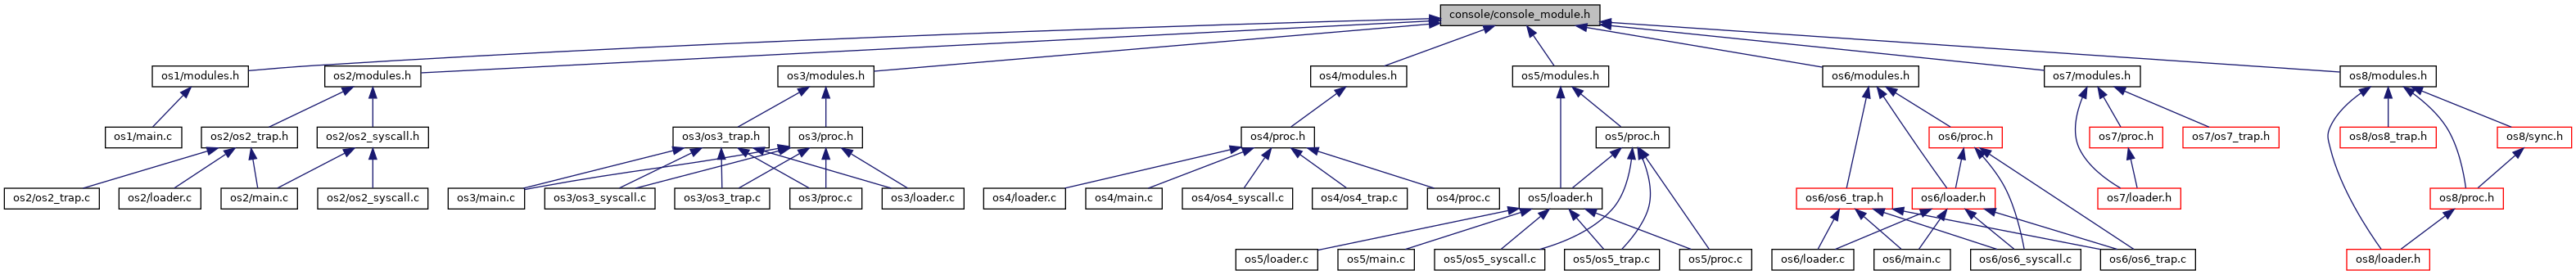 console/console_module.h
os1/modules.h
os2/modules.h
os3/modules.h
os4/modules.h
os5/modules.h
os6/modules.h
os7/modules.h
os8/modules.h
os1/main.c
os2/os2_trap.h
os2/os2_syscall.h
os3/os3_trap.h
os3/proc.h
os4/proc.h
os5/proc.h
os6/proc.h
os7/proc.h
os7/os7_trap.h
os8/os8_trap.h
os8/sync.h
os2/os2_trap.c
os2/loader.c
os2/main.c
os2/os2_syscall.c
os3/main.c
os3/os3_syscall.c
os3/os3_trap.c
os3/proc.c
os3/loader.c
os4/loader.c
os4/main.c
os4/os4_syscall.c
os4/os4_trap.c
os4/proc.c
os5/loader.h
os6/os6_trap.h
os6/loader.h
os7/loader.h
os8/proc.h
os5/loader.c
os5/main.c
os5/os5_syscall.c
os5/os5_trap.c
os5/proc.c
os6/loader.c
os6/main.c
os6/os6_syscall.c
os6/os6_trap.c
os8/loader.h